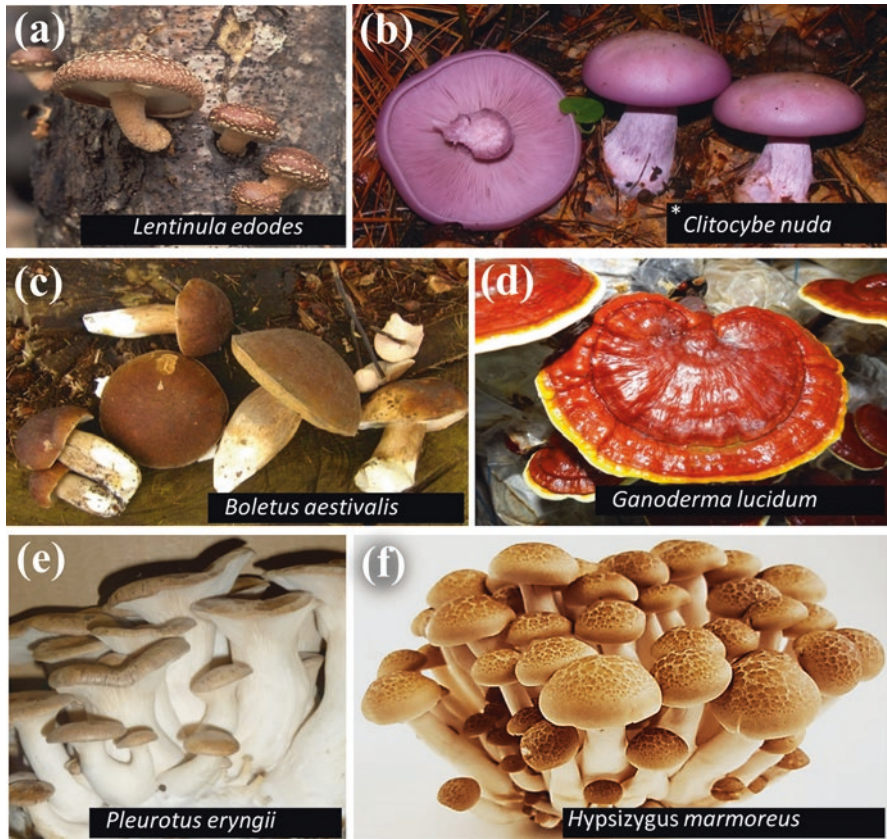 (a)
Lentinula edodes
(b)
*Clitocybe nuda
(c)
Boletus aestivalis
(d)
Ganoderma lucidum
(e)
Pleurotus eryngii
(f)
Hypsizygus marmoreus